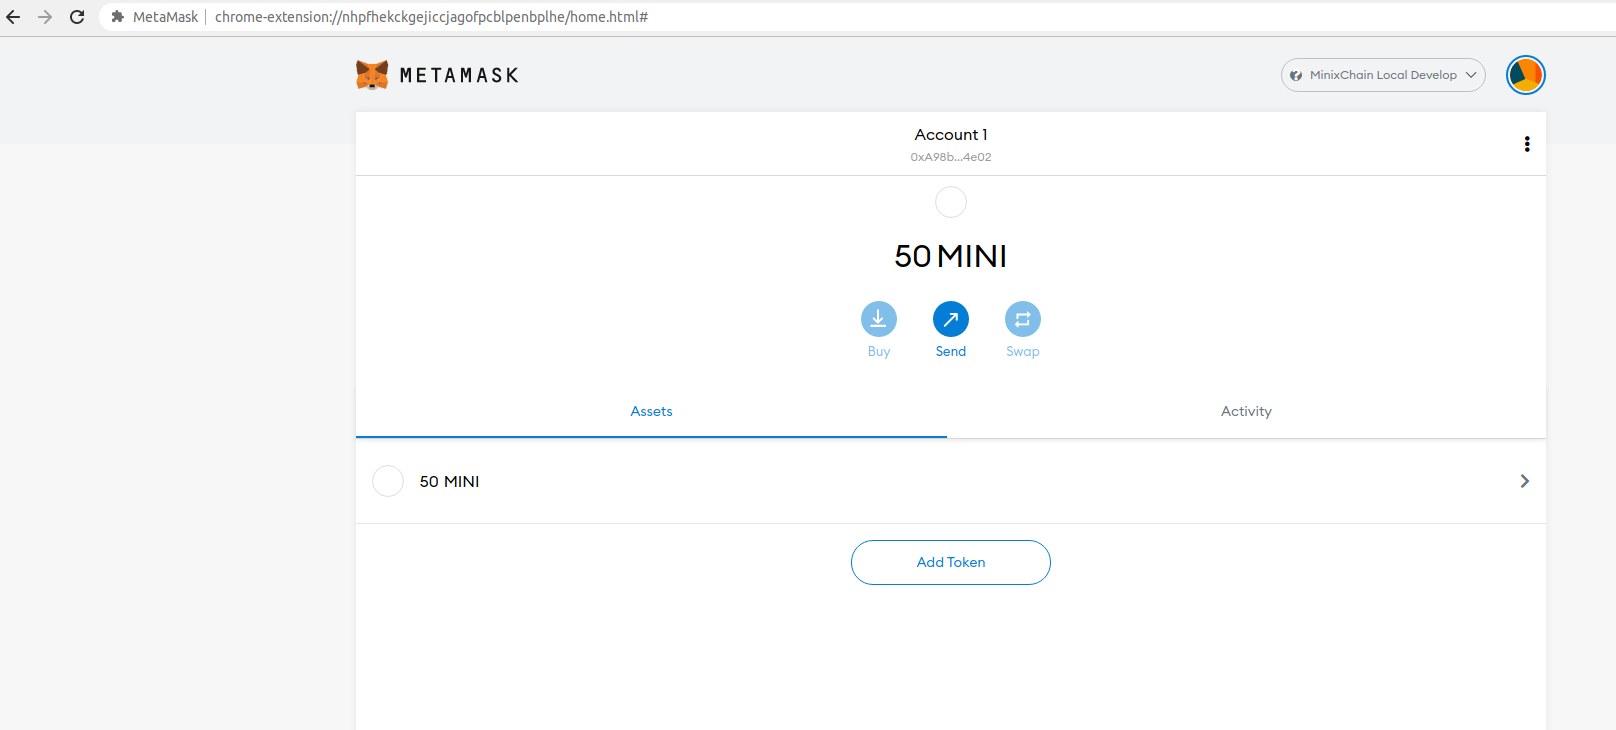 MetaMask chrome-extension://nhpfhekckgejiccjagofpcblpenbplhe/home.html#
METAMASK
MinixChain Local Develop
Account 1
0xA98b...4e02
50 MINI
Buy Send Swap
Assets Activity
50 MINI
Add Token